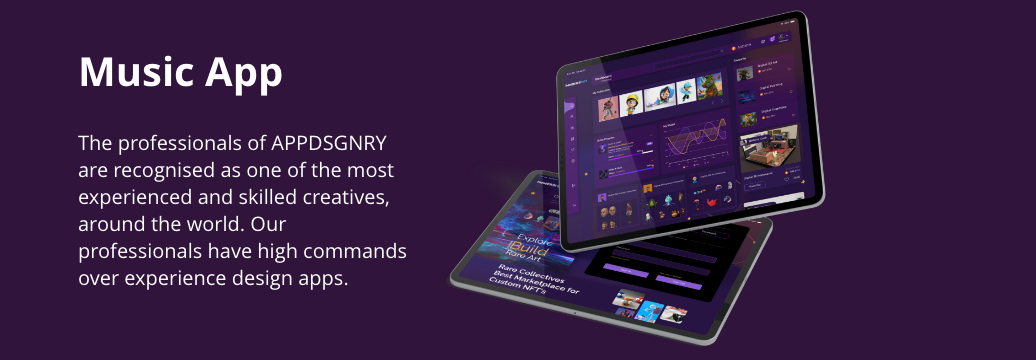 Music App
The professionals of APPDSGNRY
are recognised as one of the most
experienced and skilled creatives,
around the world. Our
professionals have high commands
over experience design apps.
Explore
!Build
Rare Art
Rare Collectives
Best Marketplace for
Custom NFT's